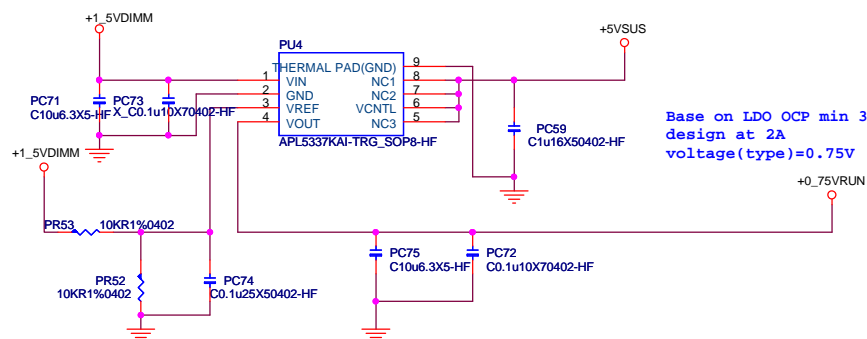 +1_5VDIMM
+5VSUS
PU4
THERMAL PAD(GND) 9
1 VIN NC1 8
2 GND NC2 7
3 VREF VCNTL 6
4 VOUT NC3 5
APL5337KAI-TRG_SOP8-HF
PC71
C10u6.3X5-HF
PC73
X_C0.1u10X70402-HF
PC59
C1u16X50402-HF
Base on LDO OCP min 3
design at 2A
voltage(type)=0.75V
+1_5VDIMM
+0_75VRUN
PR53 10KR1%0402
PR52
10KR1%0402
PC74
C0.1u25X50402-HF
PC75
C10u6.3X5-HF
PC72
C0.1u10X70402-HF